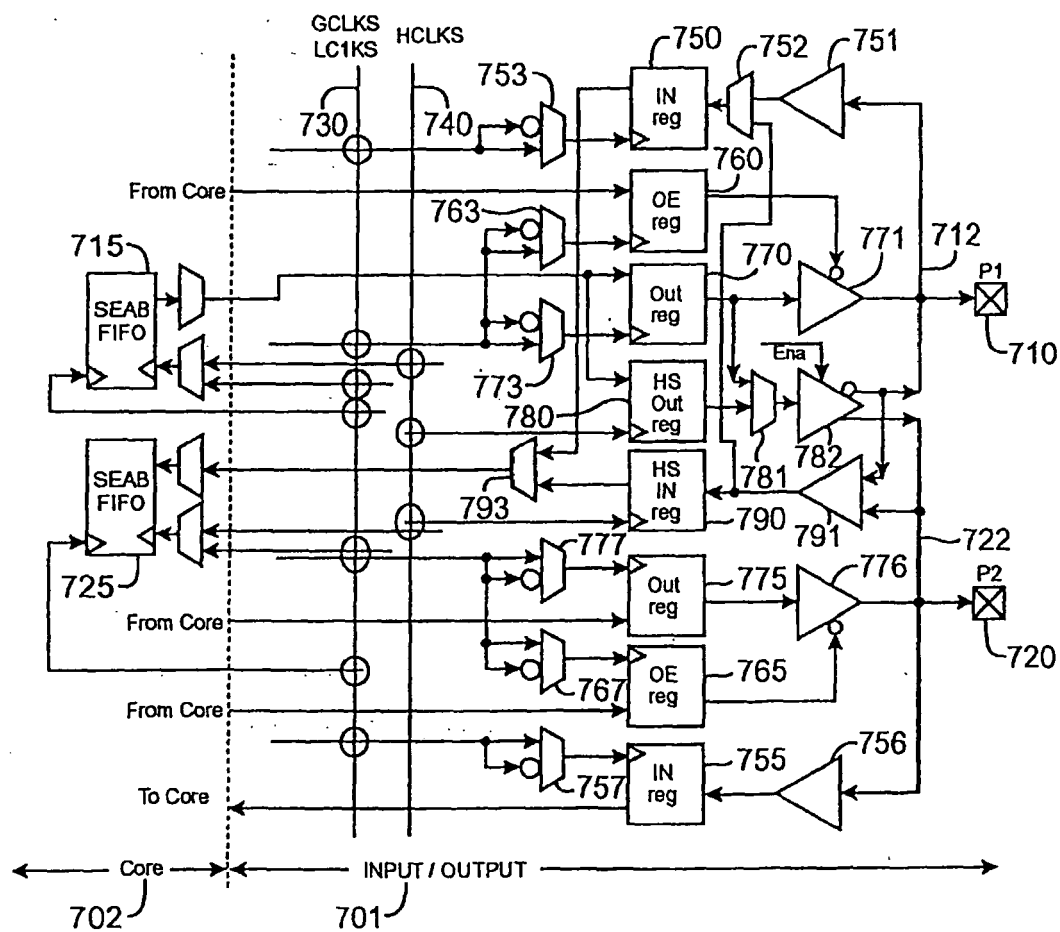 GCLKS
LC1KS
HCLKS
750
752
751
753
IN
reg
730
740
760
From Core
763
OE
reg
715
770
771
712
SEAB
FIFO
Out
reg
P1
710
773
Ena
HS
Out
reg
780
781
782
SEAB
FIFO
793
HS
IN
reg
790
791
722
777
725
Out
reg
775
776
P2
From Core
720
767
OE
reg
765
From Core
IN
reg
755
756
757
To Core
Core
INPUT / OUTPUT
702
701